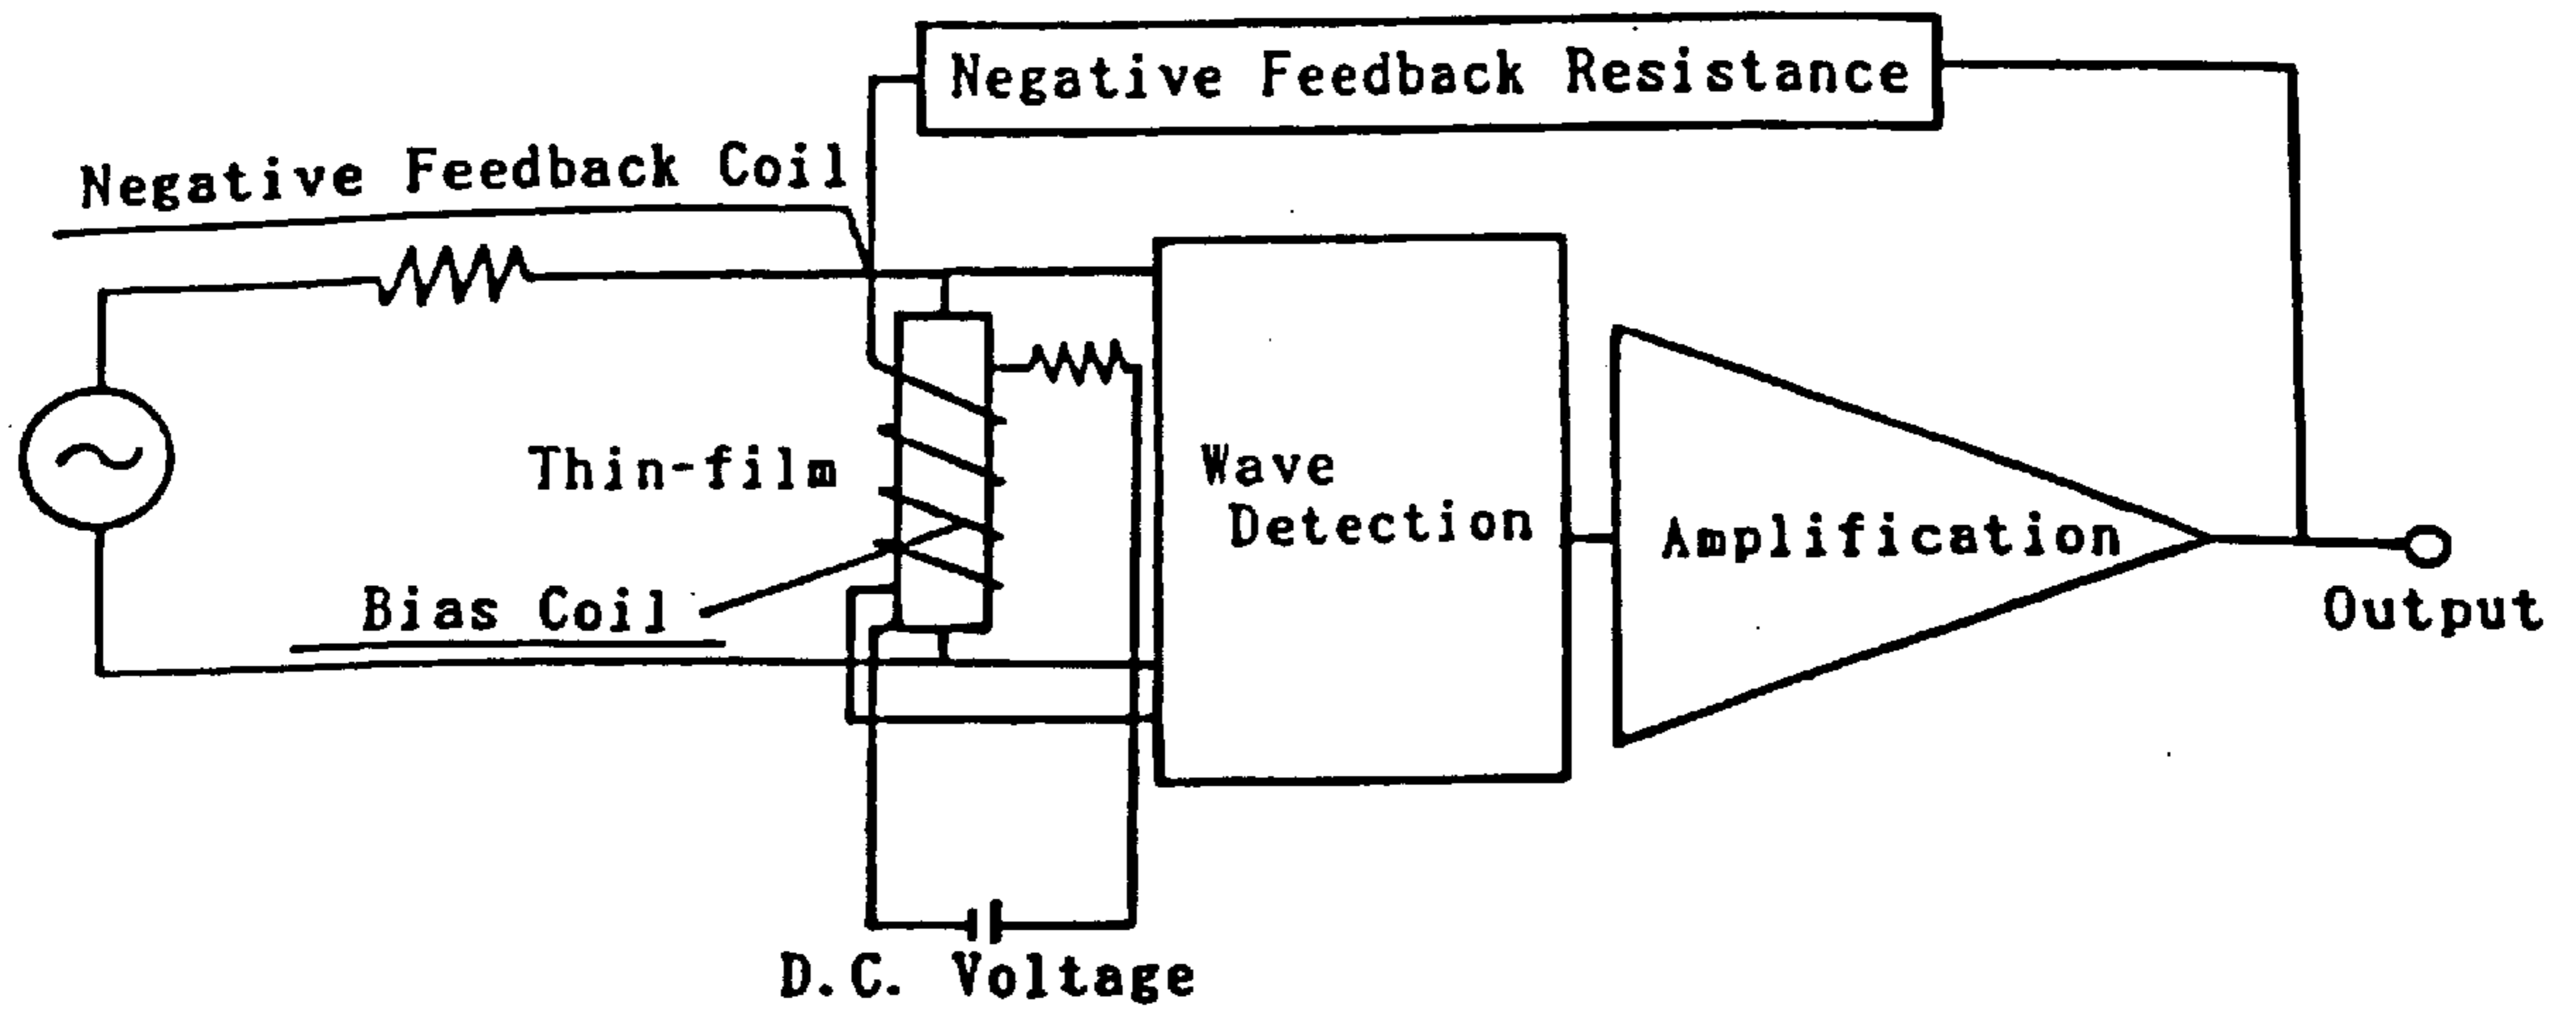 Negative Feedback Resistance
Negative Feedback Coil
Thin-film
Wave
Detection
Amplification
Bias Coil
Output
D.C. Voltage